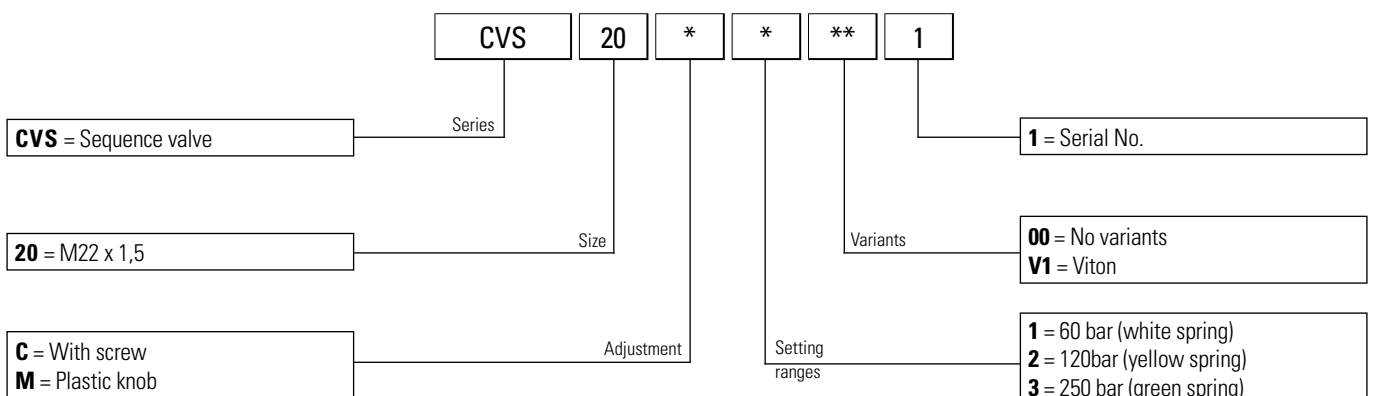 CVS 20 * * ** 1
Series
CVS = Sequence valve
1 = Serial No.
Size
20 = M22 x 1,5
Variants
00 = No variants
V1 = Viton
Adjustment
C = With screw
M = Plastic knob
Setting
ranges
1 = 60 bar (white spring)
2 = 120bar (yellow spring)
3 = 250 bar (green spring)